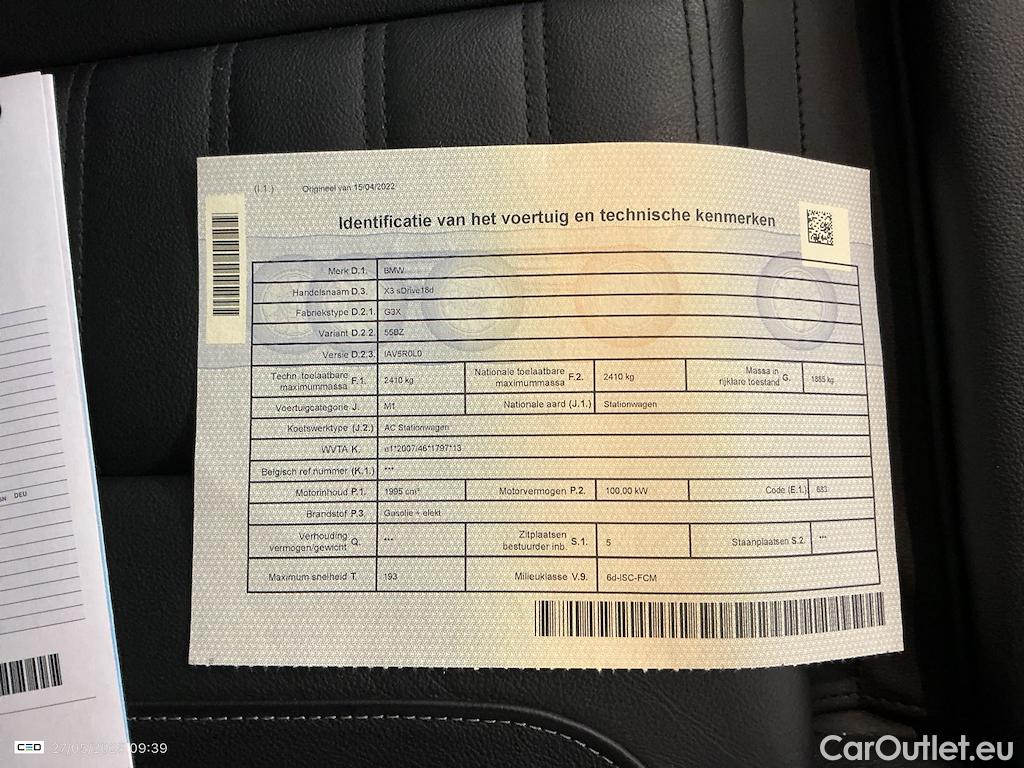 (I.1.) Origineel van 15/04/2022
Identificatie van het voertuig en technische kenmerken
Merk D.1. BMW
Handelsnaam D.3. X3 sDrive18d
Fabriekstype D.2.1. G3X
Variant D.2.2. 55BZ
Versie D.2.3. IAV5R0L0
Techn. toelaatbare maximummassa F.1. 2410 kg Nationale toelaatbare maximummassa F.2. 2410 kg Massa in rijklare toestand G. 1885 kg
Voertuigcategorie J. M1 Nationale aard (J.1.) Stationwagen
Koetswerktype (J.2.) AC Stationwagen
WVTA K. e1*2007/46*1797*13
Belgisch ref.nummer (K.1.) ***
Motorinhoud P.1. 1995 cm³ Motorvermogen P.2. 100,00 kW Code (E.1.) 683
Brandstof P.3. Gasolie + elekt
Verhouding vermogen/gewicht Q. *** Zitplaatsen bestuurder inb. S.1. 5 Staanplaatsen S.2. ***
Maximum snelheid T. 193 Milieuklasse V.9. 6d-ISC-FCM
DEU
CarOutlet.eu